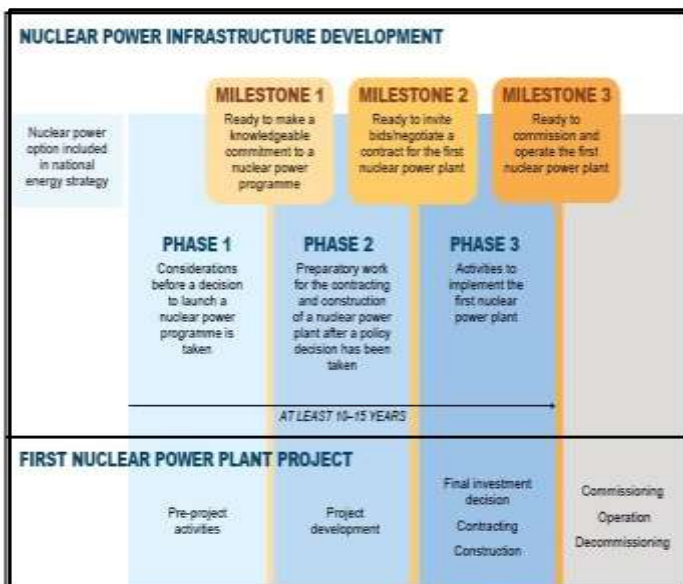 NUCLEAR POWER INFRASTRUCTURE DEVELOPMENT
Nuclear power
option included
in national
energy strategy
MILESTONE 1
Ready to make a
knowledgeable
commitment to a
nuclear power
programme
MILESTONE 2
Ready to invite
bids/negotiate a
contract for the first
nuclear power plant
MILESTONE 3
Ready to
commission and
operate the first
nuclear power plant
PHASE 1
Considerations
before a decision
to launch a
nuclear power
programme is
taken
PHASE 2
Preparatory work
for the contracting
and construction
of a nuclear power
plant after a policy
decision has been
taken
PHASE 3
Activities to
implement the
first nuclear
power plant
AT LEAST 10–15 YEARS
FIRST NUCLEAR POWER PLANT PROJECT
Pre-project
activities
Project
development
Final investment
decision
Contracting
Construction
Commissioning
Operation
Decommissioning